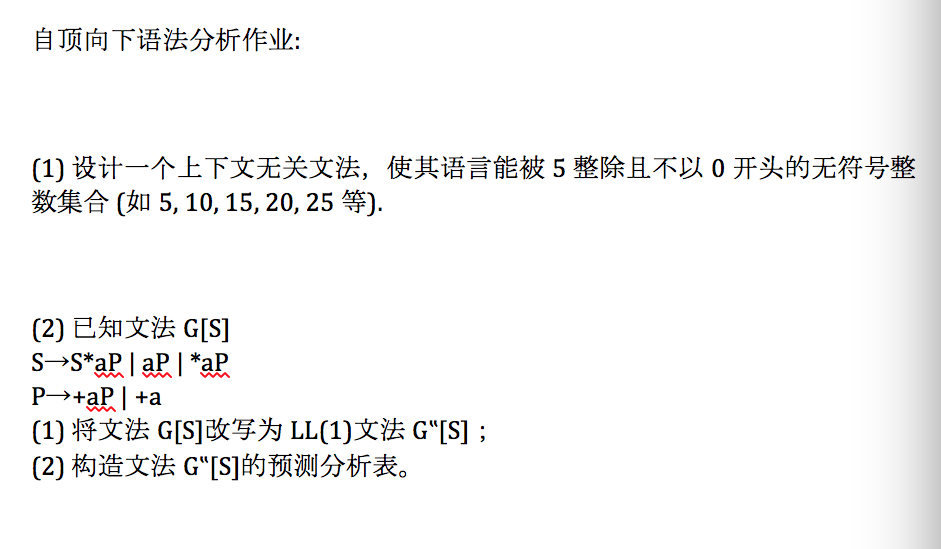 自顶向下语法分析作业:
(1) 设计一个上下文无关文法，使其语言能被 5 整除且不以 0 开头的无符号整
数集合 (如 5, 10, 15, 20, 25 等).
(2) 已知文法 G[S]
S→S*aP | aP | *aP
P→+aP | +a
(1) 将文法 G[S]改写为 LL(1)文法 G‟[S]；
(2) 构造文法 G‟[S]的预测分析表。